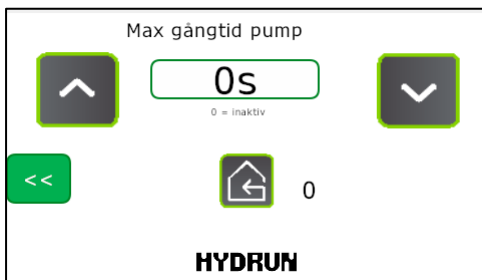 Max gångtid pump
0s
0 = inaktiv
<<
0
HYDRUN